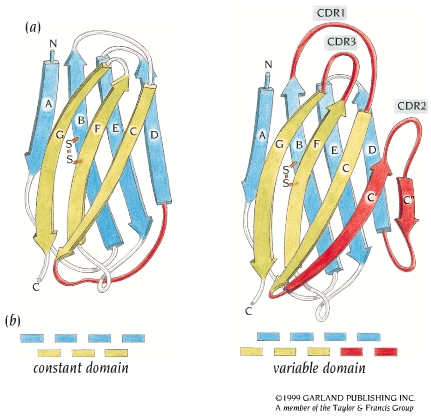 (a)
N
A
B
G
F
E
C
D
S
S
C
CDR1
CDR3
CDR2
N
A
G
B
F
E
D
C
S
S
C'
C"
C
(b)
constant domain
variable domain
©1999 GARLAND PUBLISHING INC.
A member of the Taylor & Francis Group